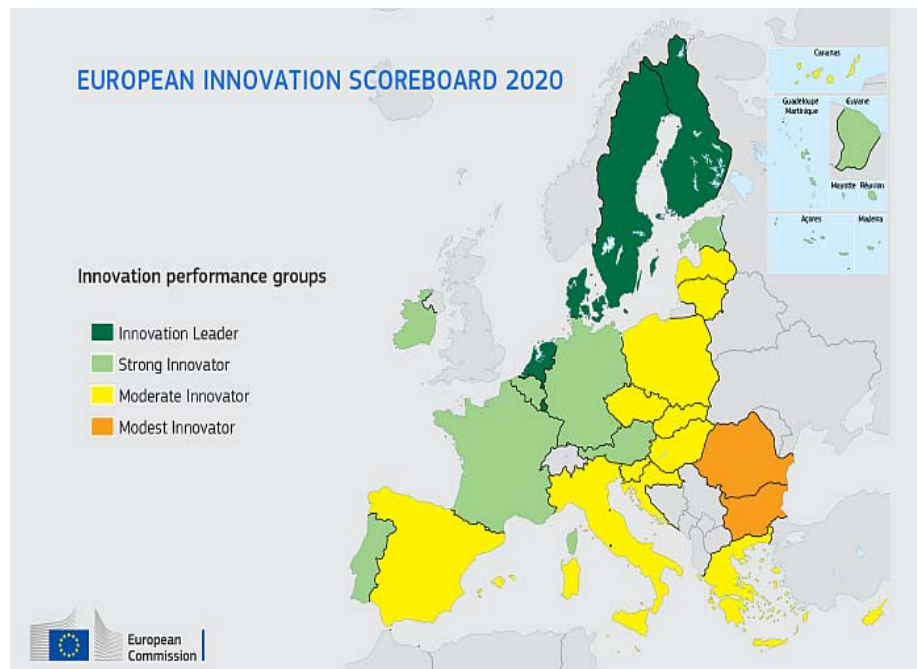 EUROPEAN INNOVATION SCOREBOARD 2020
Canarias
Guadeloupe
Martinique
Guyane
Mayotte
Réunion
Açores
Madeira
Innovation performance groups
Innovation Leader
Strong Innovator
Moderate Innovator
Modest Innovator
European
Commission